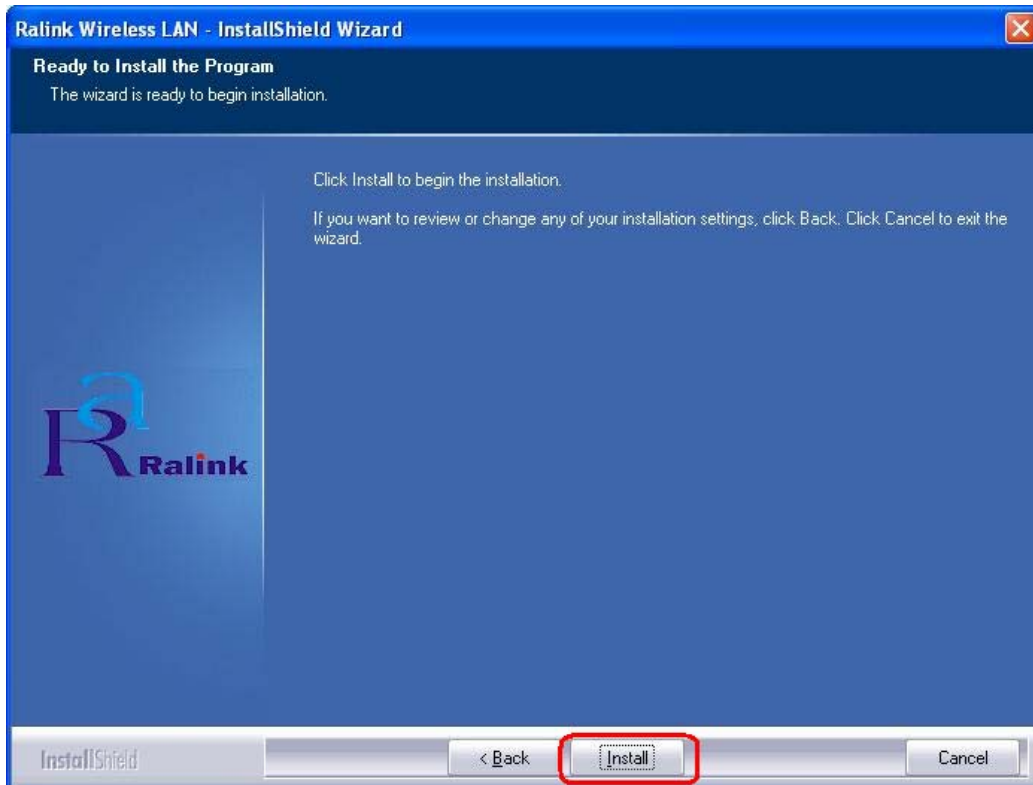 Ralink Wireless LAN - InstallShield Wizard
Ready to Install the Program
The wizard is ready to begin installation.
Click Install to begin the installation.
If you want to review or change any of your installation settings, click Back. Click Cancel to exit the
wizard.
Ra
Ralink
InstallShield
< Back
Install
Cancel